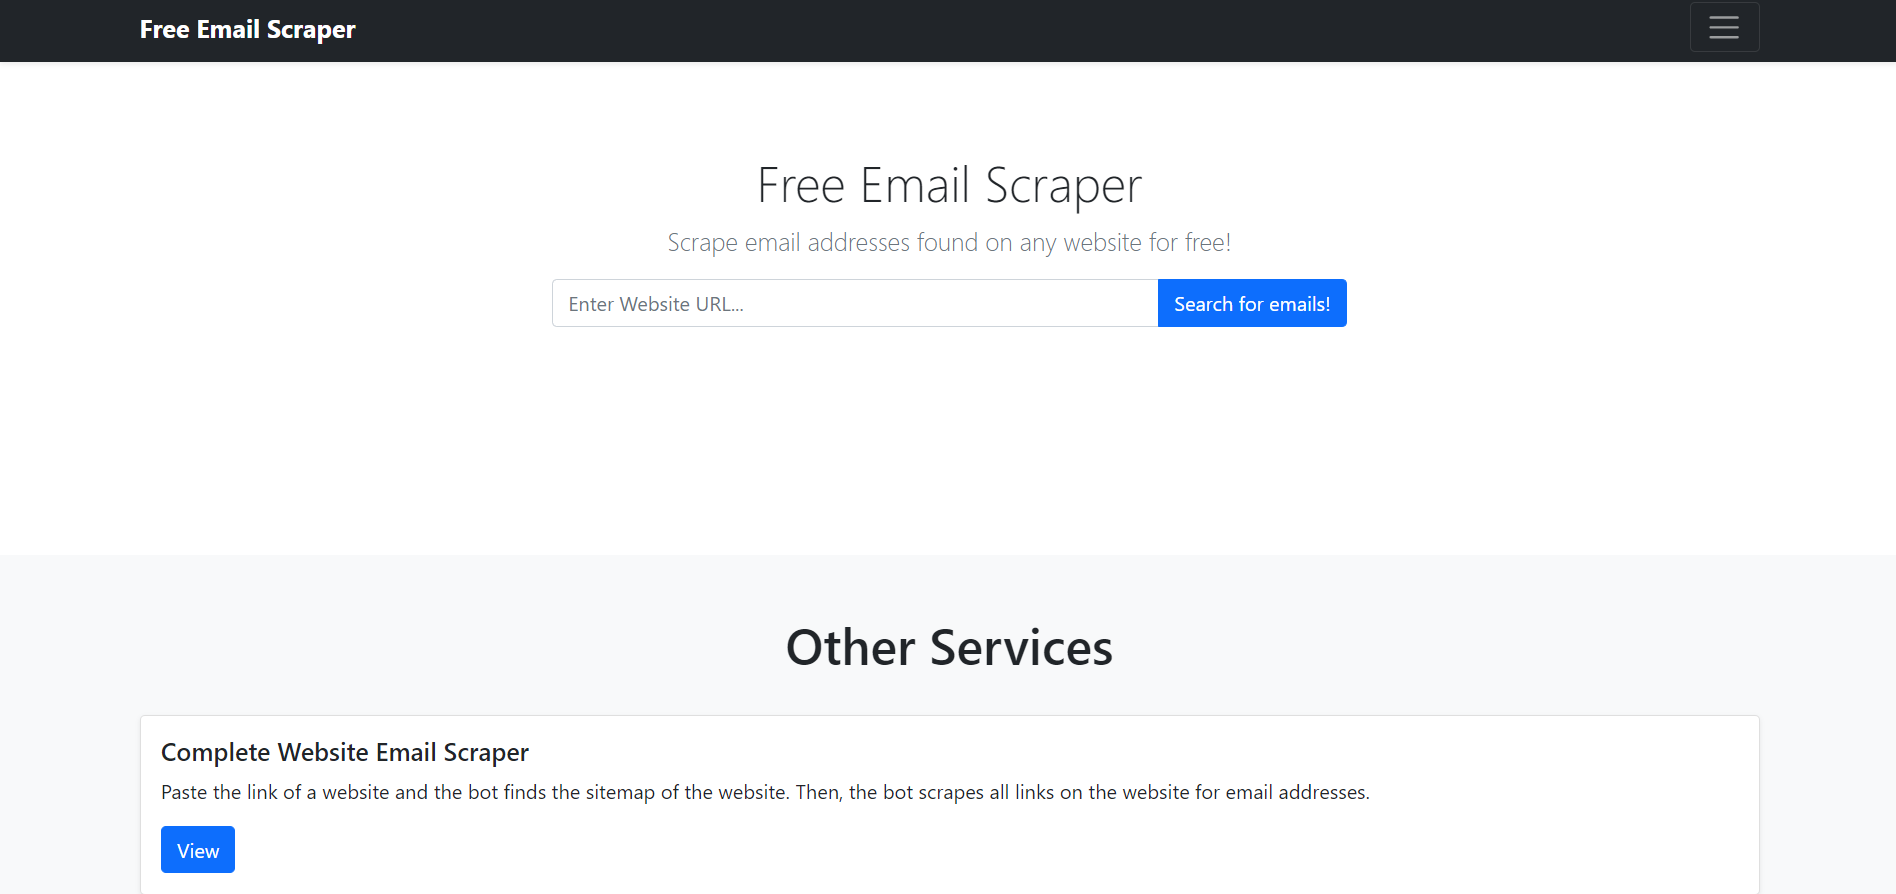 Free Email Scraper
Free Email Scraper
Scrape email addresses found on any website for free!
Enter Website URL...
Search for emails!
Other Services
Complete Website Email Scraper
Paste the link of a website and the bot finds the sitemap of the website. Then, the bot scrapes all links on the website for email addresses.
View